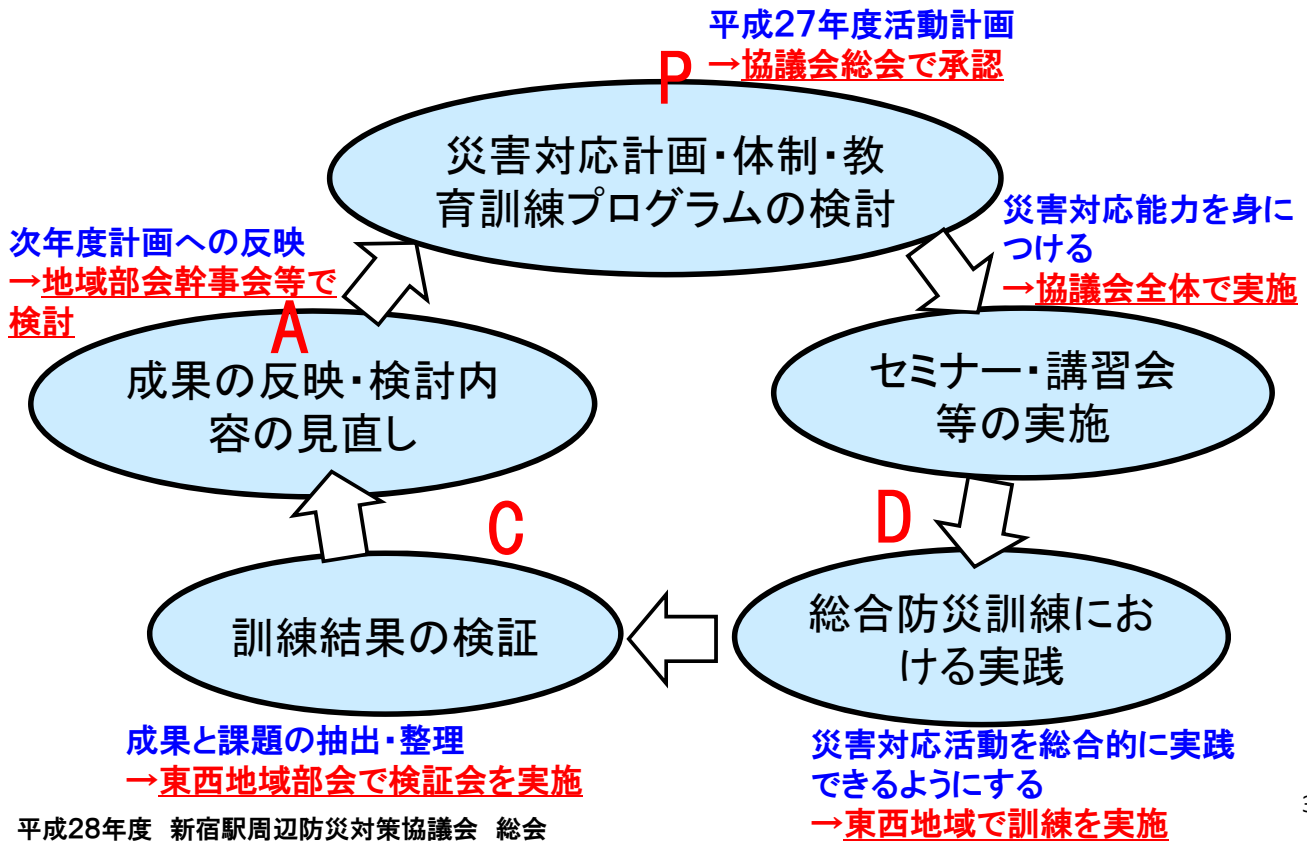 平成27年度活動計画
→協議会総会で承認
P
災害対応計画・体制・教
育訓練プログラムの検討
災害対応能力を身に
つける
→協議会全体で実施
セミナー・講習会
等の実施
D
総合防災訓練にお
ける実践
災害対応活動を総合的に実践
できるようにする
→東西地域で訓練を実施
C
訓練結果の検証
成果と課題の抽出・整理
→東西地域部会で検証会を実施
次年度計画への反映
→地域部会幹事会等で
検討
A
成果の反映・検討内
容の見直し
平成28年度 新宿駅周辺防災対策協議会 総会
3